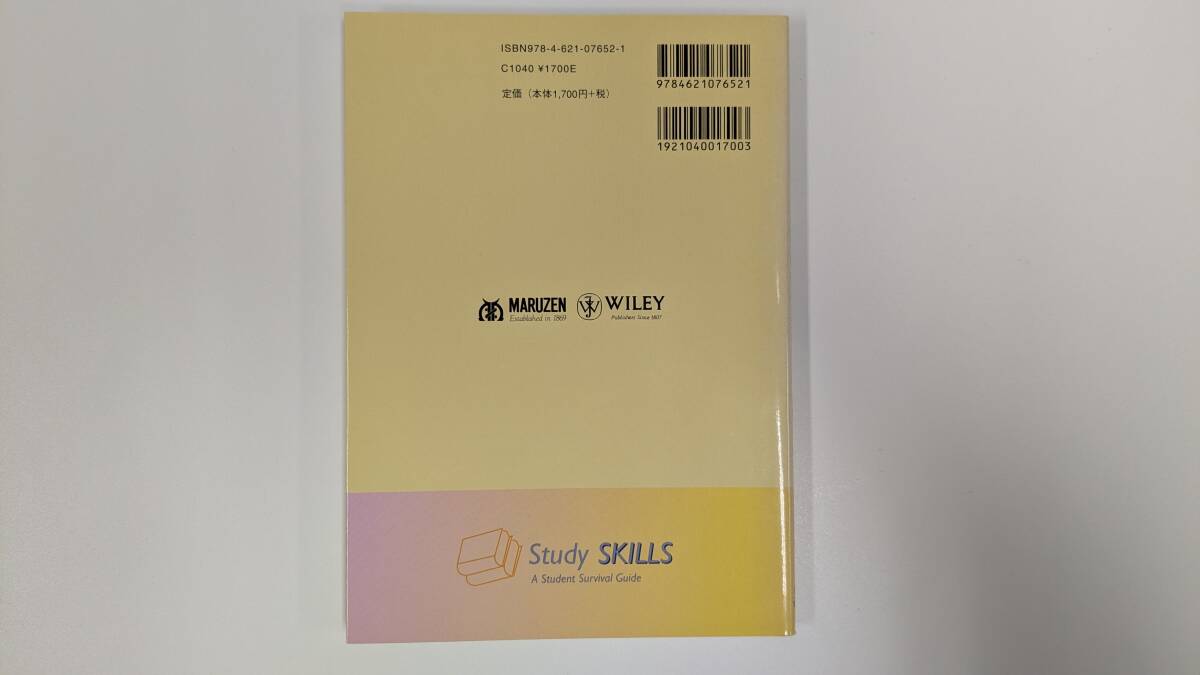 ISBN978-4-621-07652-1
C1040 ¥1700E
定価（本体1,700円+税）
9784621076521
1921040017003
MARUZEN
Established in 1869
WILEY
Publishers Since 1807
Study SKILLS
A Student Survival Guide